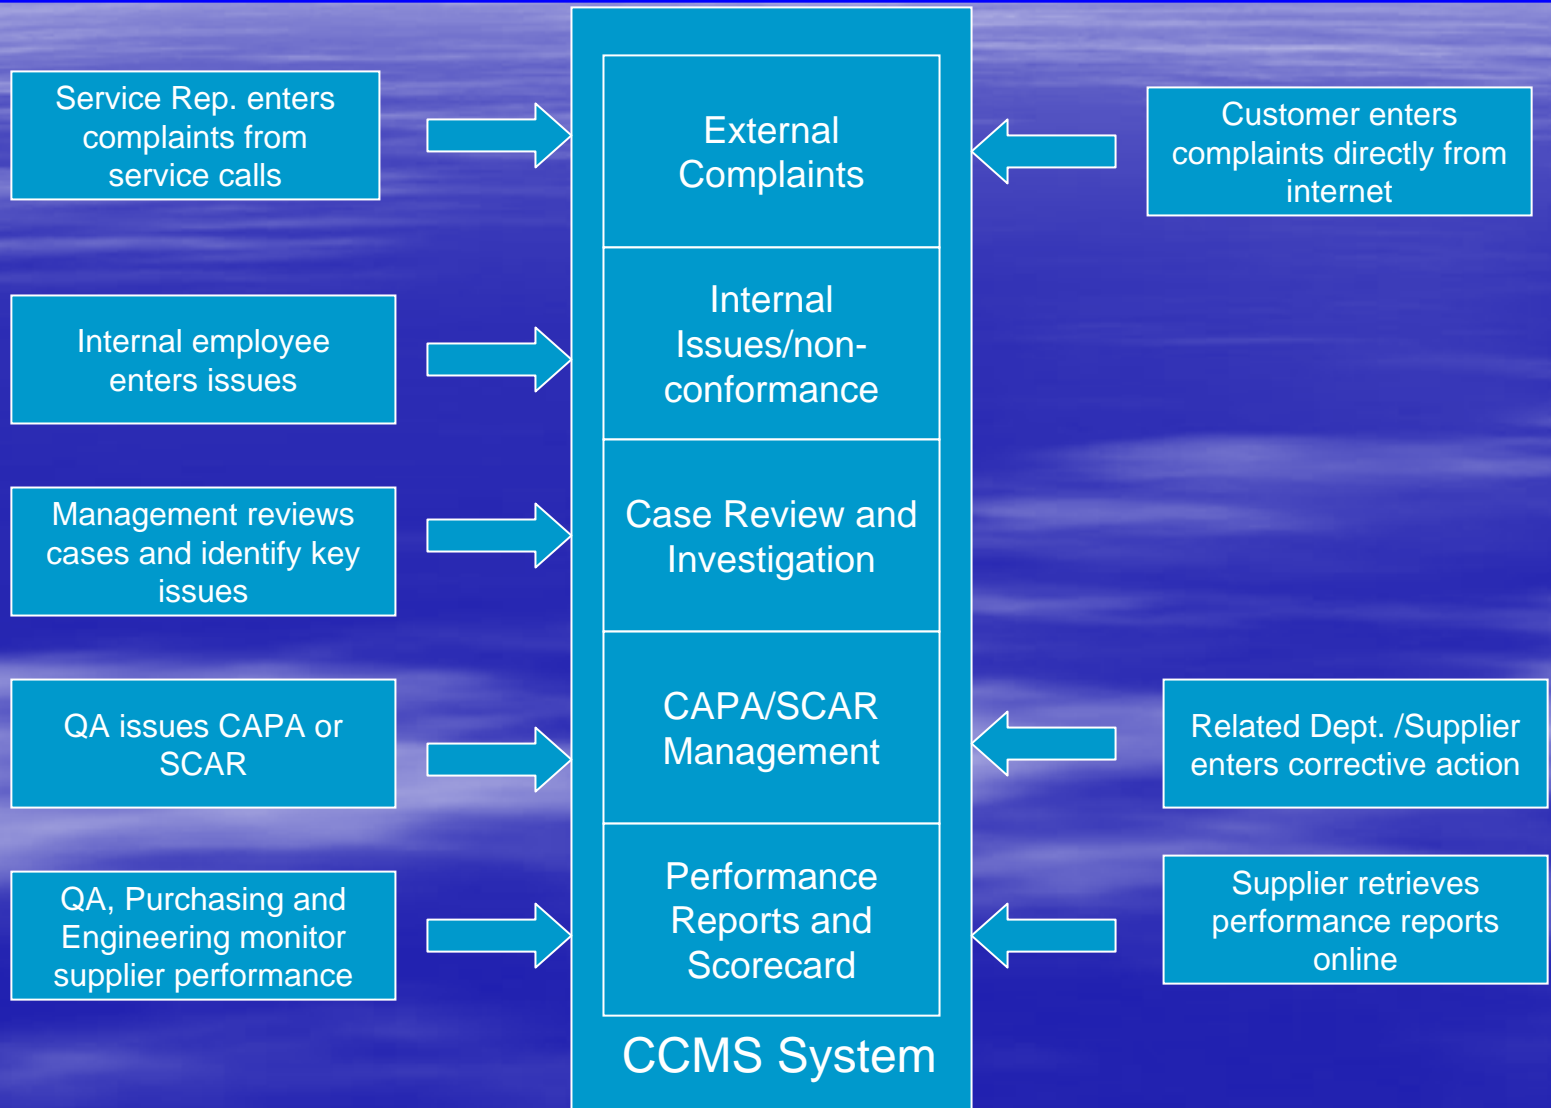 Service Rep. enters
complaints from
service calls
External
Complaints
Customer enters
complaints directly from
internet
Internal employee
enters issues
Internal
Issues/non-
conformance
Management reviews
cases and identify key
issues
Case Review and
Investigation
QA issues CAPA or
SCAR
CAPA/SCAR
Management
Related Dept. /Supplier
enters corrective action
QA, Purchasing and
Engineering monitor
supplier performance
Performance
Reports and
Scorecard
Supplier retrieves
performance reports
online
CCMS System